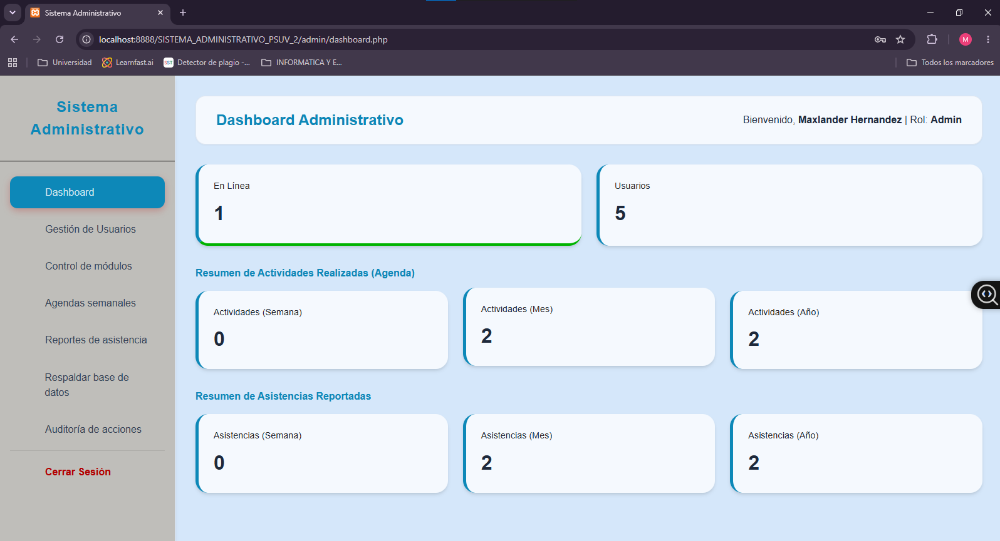 Sistema Administrativo
localhost:8888/SISTEMA_ADMINISTRATIVO_PSUV_2/admin/dashboard.php
M
Universidad
Learnfast.ai
SST
Detector de plagio -...
INFORMATICA Y E...
Todos los marcadores
Sistema
Administrativo
Dashboard
Gestión de Usuarios
Control de módulos
Agendas semanales
Reportes de asistencia
Respaldar base de
datos
Auditoría de acciones
Cerrar Sesión
Dashboard Administrativo
Bienvenido, Maxlander Hernandez | Rol: Admin
En Línea
1
Usuarios
5
Resumen de Actividades Realizadas (Agenda)
Actividades (Semana)
0
Actividades (Mes)
2
Actividades (Año)
2
Resumen de Asistencias Reportadas
Asistencias (Semana)
0
Asistencias (Mes)
2
Asistencias (Año)
2